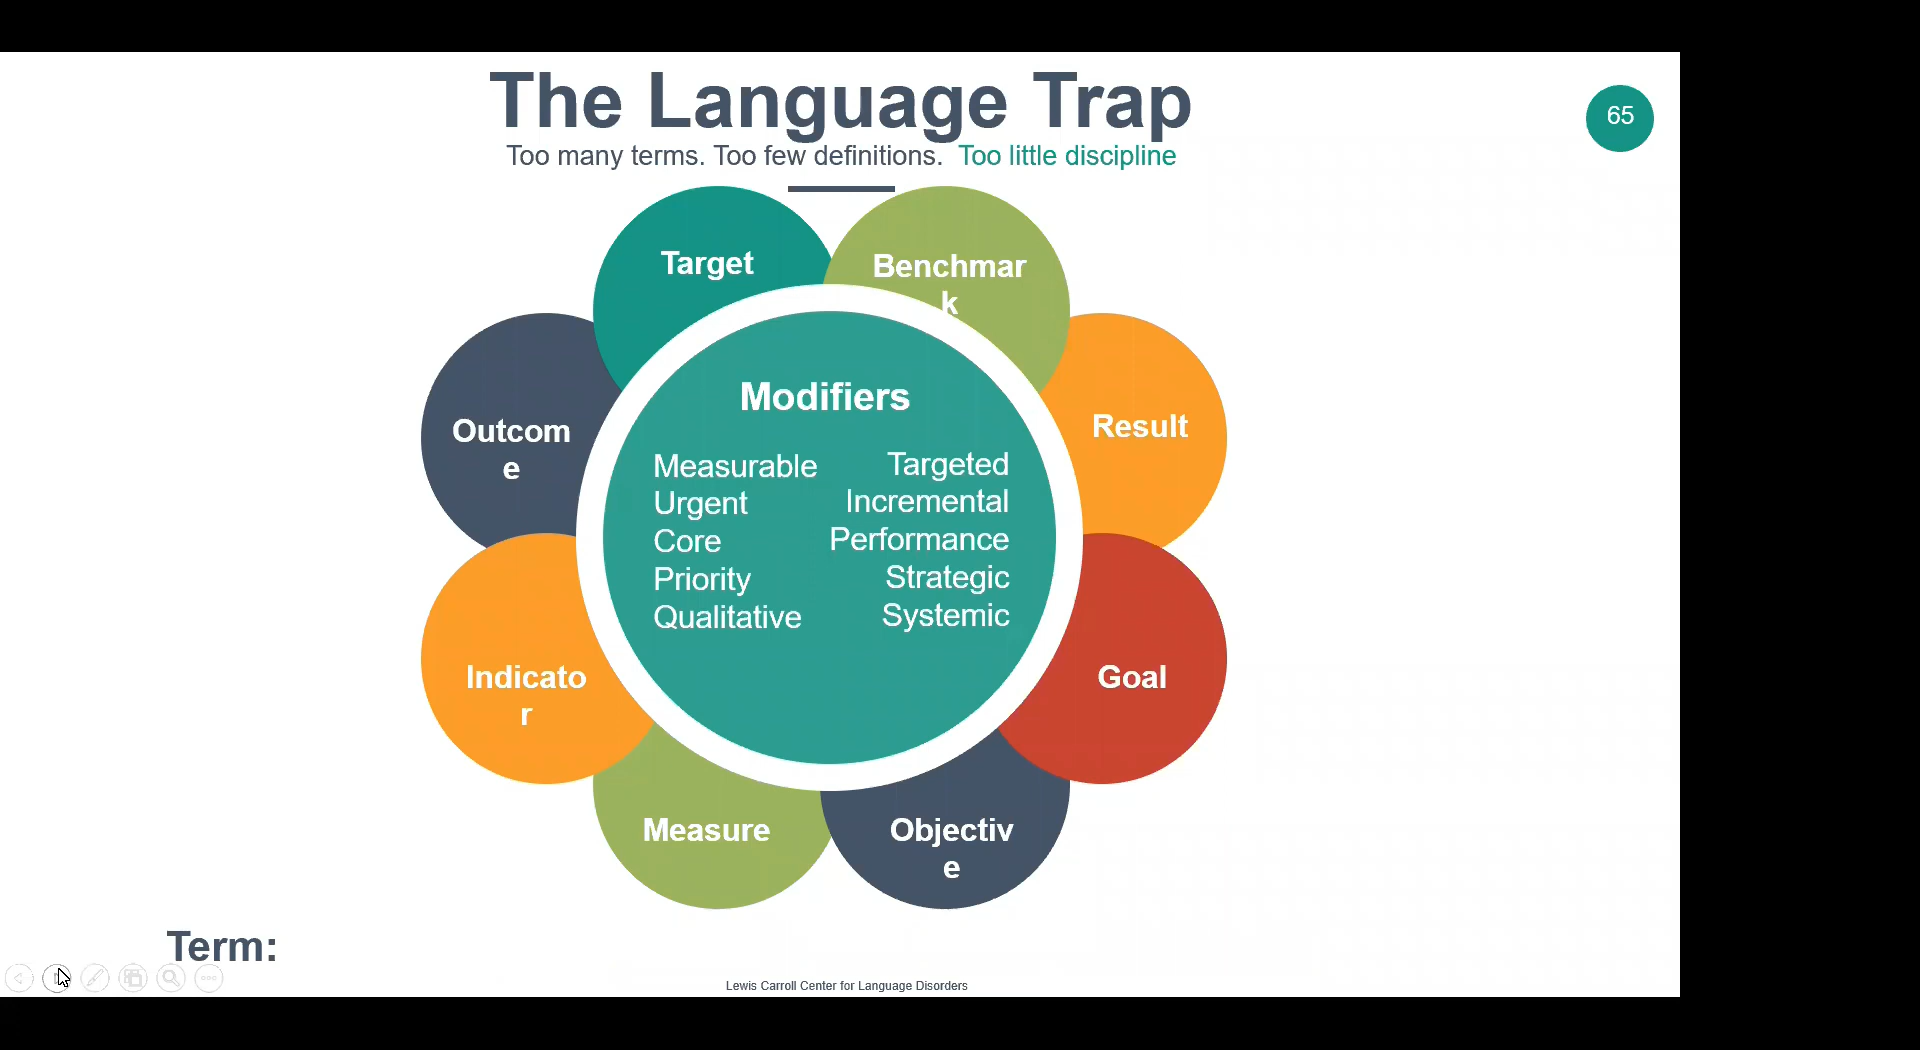 The Language Trap
65
Too many terms. Too few definitions. Too little discipline
Target
Benchmar
k
Outcom
e
Result
Modifiers
Measurable
Urgent
Core
Priority
Qualitative
Targeted
Incremental
Performance
Strategic
Systemic
Indicato
r
Goal
Measure
Objectiv
e
Term:
Lewis Carroll Center for Language Disorders